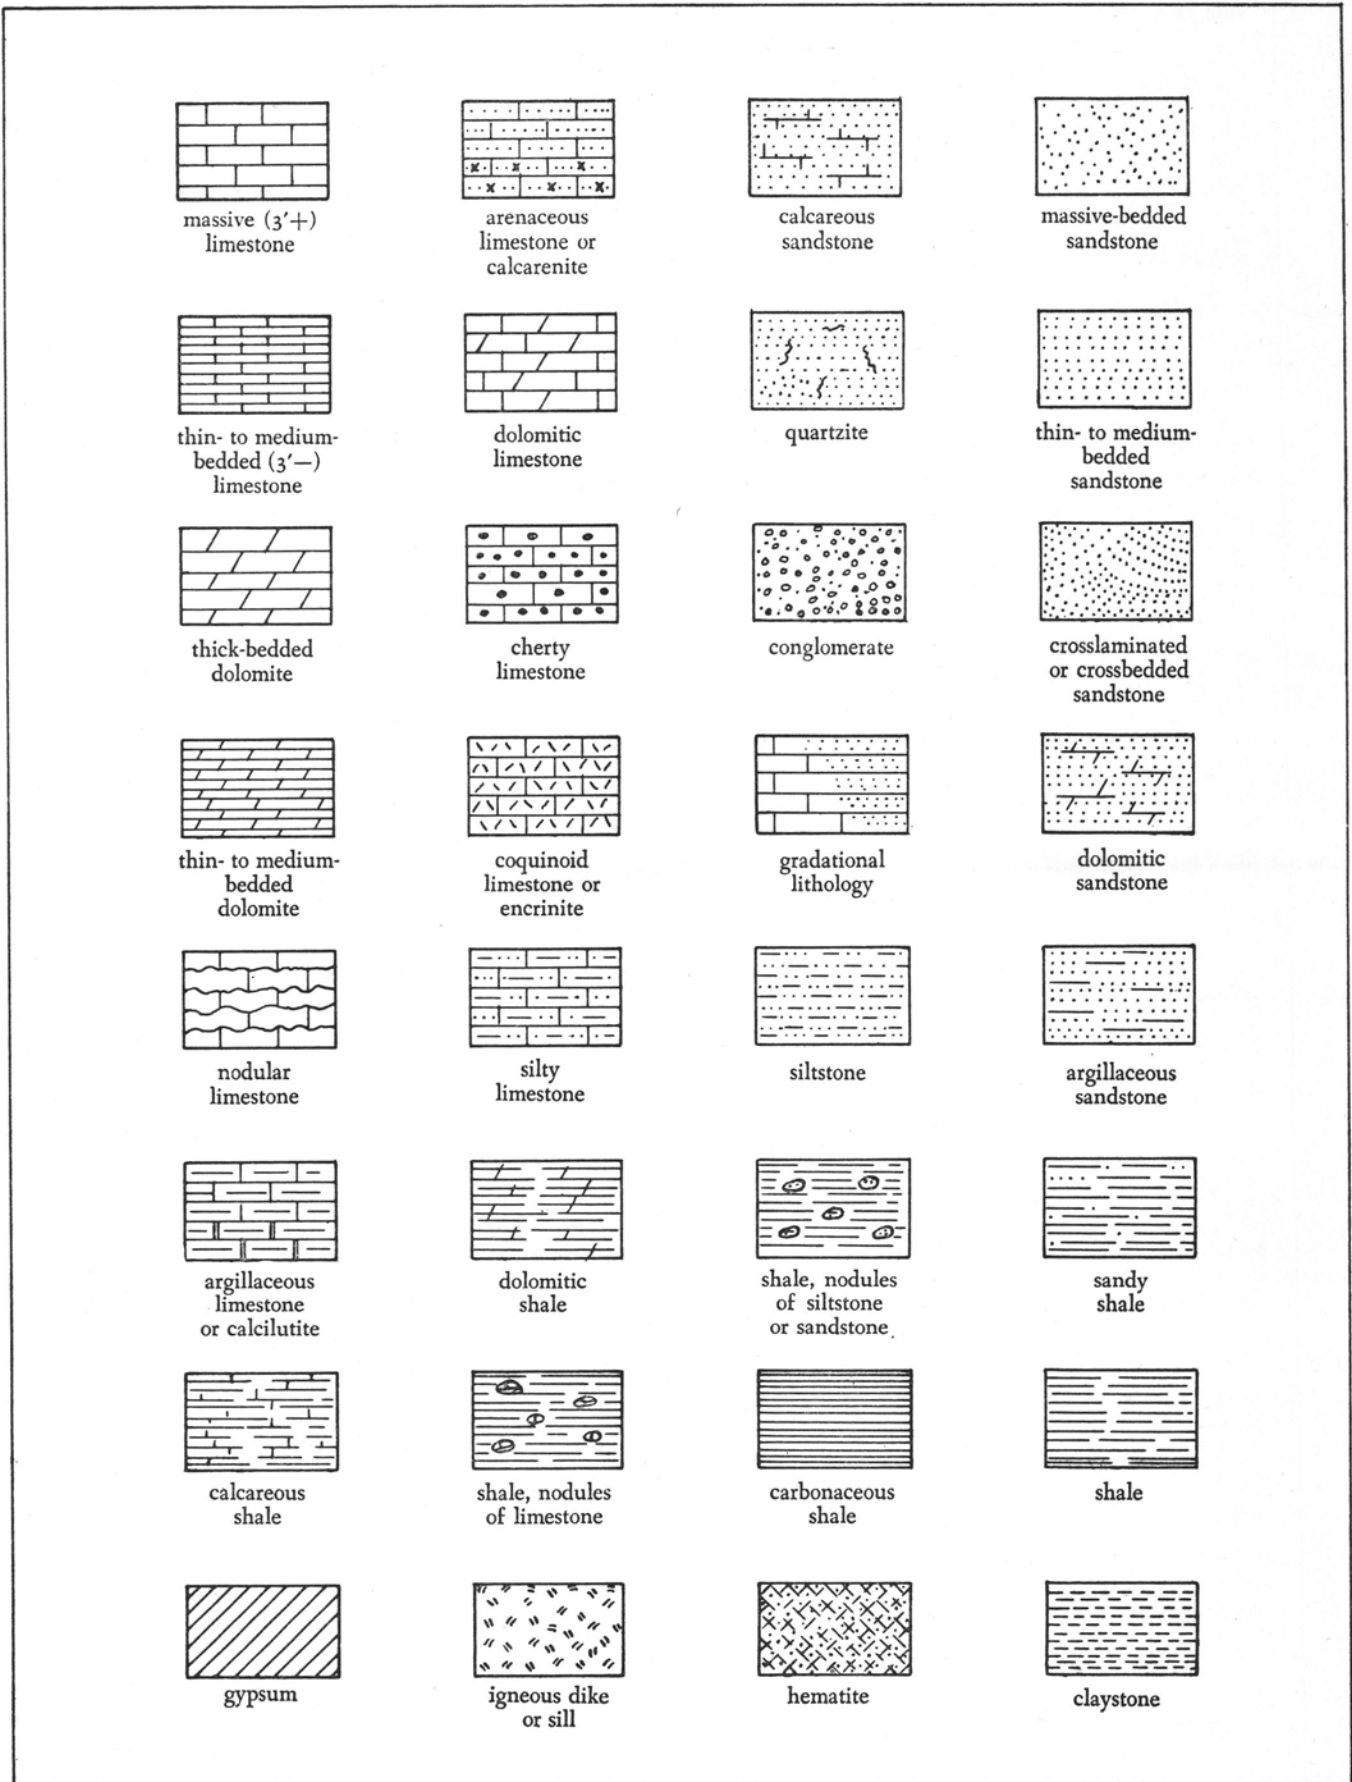 massive (3′+)
limestone
arenaceous
limestone or
calcarenite
calcareous
sandstone
massive-bedded
sandstone
thin- to medium-
bedded (3′—)
limestone
dolomitic
limestone
quartzite
thin- to medium-
bedded
sandstone
thick-bedded
dolomite
cherty
limestone
conglomerate
crosslaminated
or crossbedded
sandstone
thin- to medium-
bedded
dolomite
coquinoid
limestone or
encrinite
gradational
lithology
dolomitic
sandstone
nodular
limestone
silty
limestone
siltstone
argillaceous
sandstone
argillaceous
limestone
or calcilutite
dolomitic
shale
shale, nodules
of siltstone
or sandstone
sandy
shale
calcareous
shale
shale, nodules
of limestone
carbonaceous
shale
shale
gypsum
igneous dike
or sill
hematite
claystone